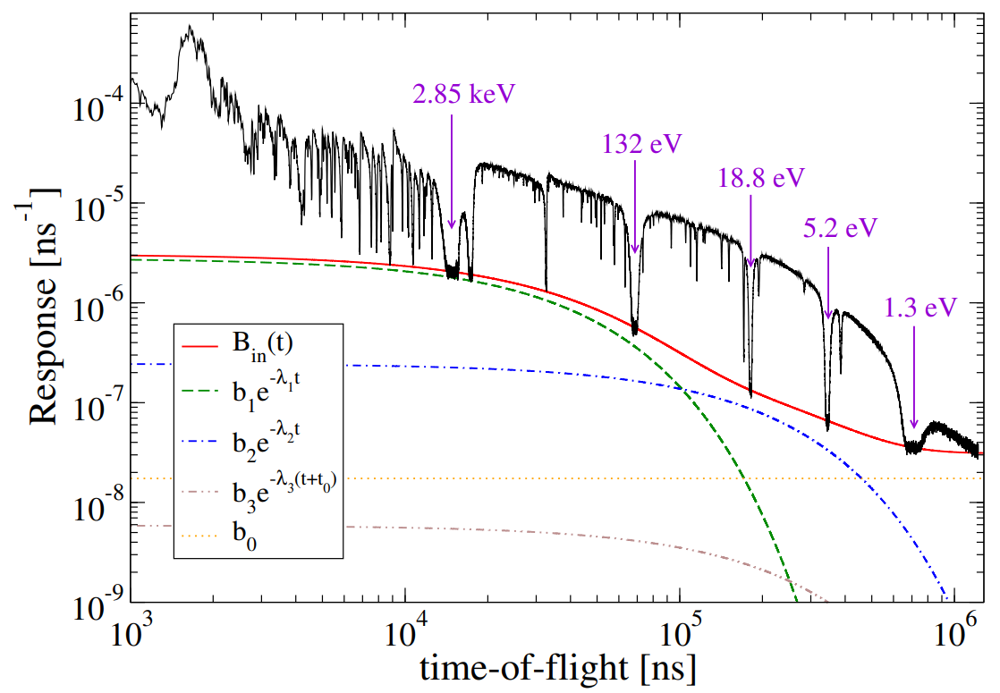 2.85 keV
132 eV
18.8 eV
5.2 eV
1.3 eV
Response [ns⁻¹]
10⁻⁴
10⁻⁵
10⁻⁶
10⁻⁷
10⁻⁸
10⁻⁹
B_in(t)
b₁e^-λ₁t
b₂e^-λ₂t
b₃e^-λ₃(t+t₀)
b₀
10³ 10⁴ 10⁵ 10⁶
time-of-flight [ns]